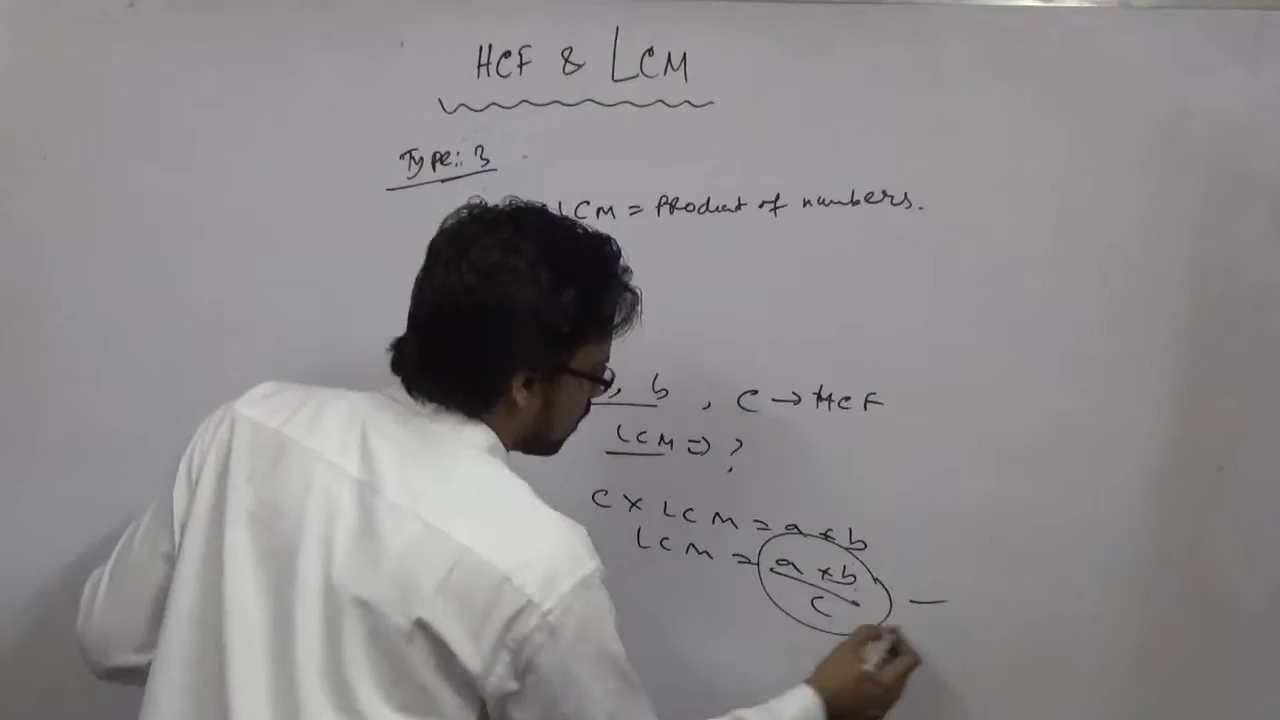 HCF & LCM
Type:: 3
LCM = Product of numbers.
, b , C → HCF
LCM => ?
C × LCM = a × b
LCM = a × b
C